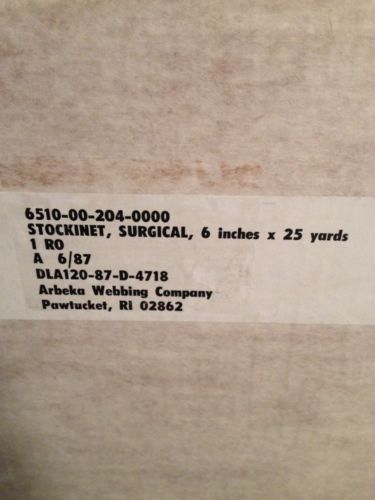 6510-00-204-0000
STOCKINET, SURGICAL, 6 inches x 25 yards
1 RO
A 6/87
DLA120-87-D-4718
Arbeka Webbing Company
Pawtucket, RI 02862